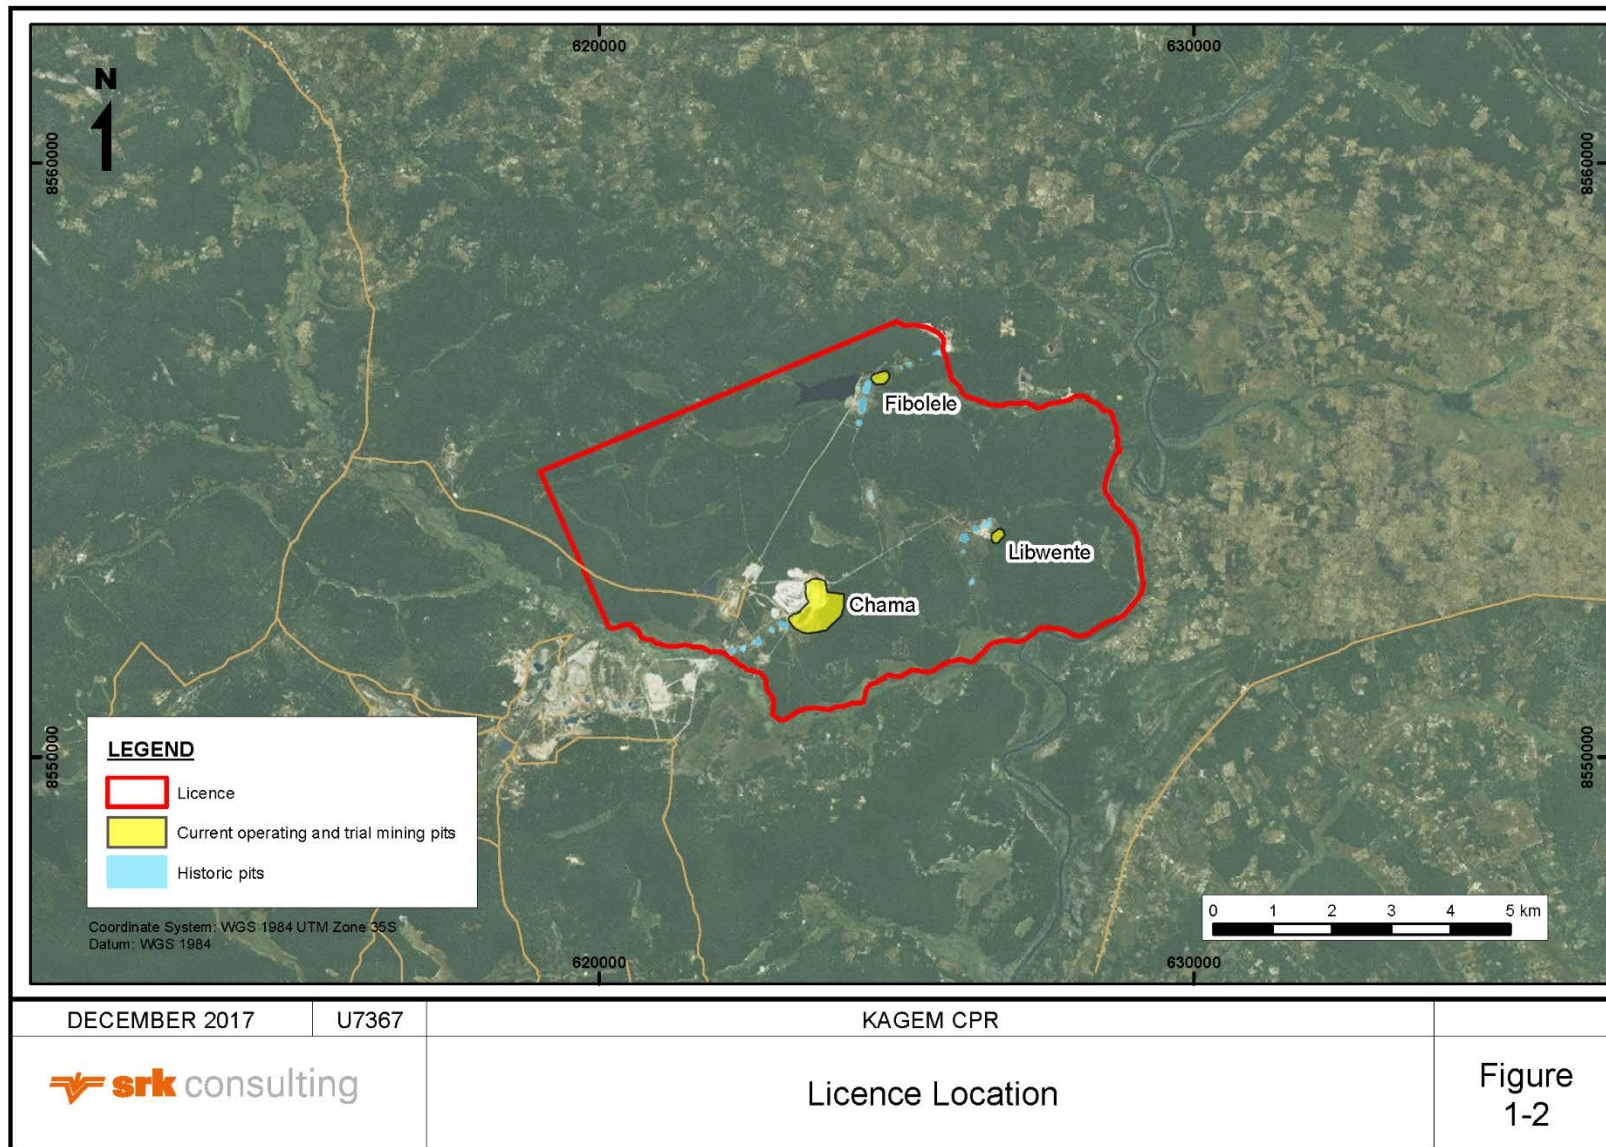 620000
630000
N
8560000
8560000
Fibolele
Libwente
Chama
8550000
8550000
LEGEND
Licence
Current operating and trial mining pits
Historic pits
Coordinate System: WGS 1984 UTM Zone 35S
Datum: WGS 1984
0 1 2 3 4 5 km
620000
630000
DECEMBER 2017
U7367
KAGEM CPR
srk consulting
Licence Location
Figure
1-2